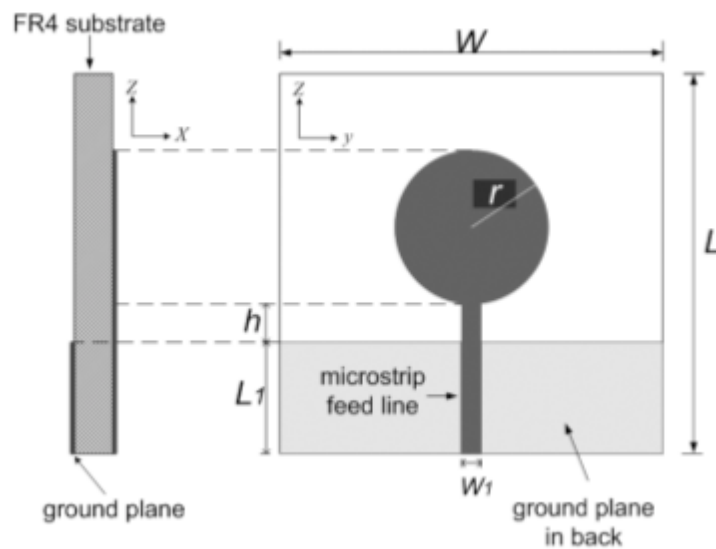 FR4 substrate
W
Z
X
Z
y
r
L
h
L1
microstrip
feed line
W1
ground plane
ground plane
in back